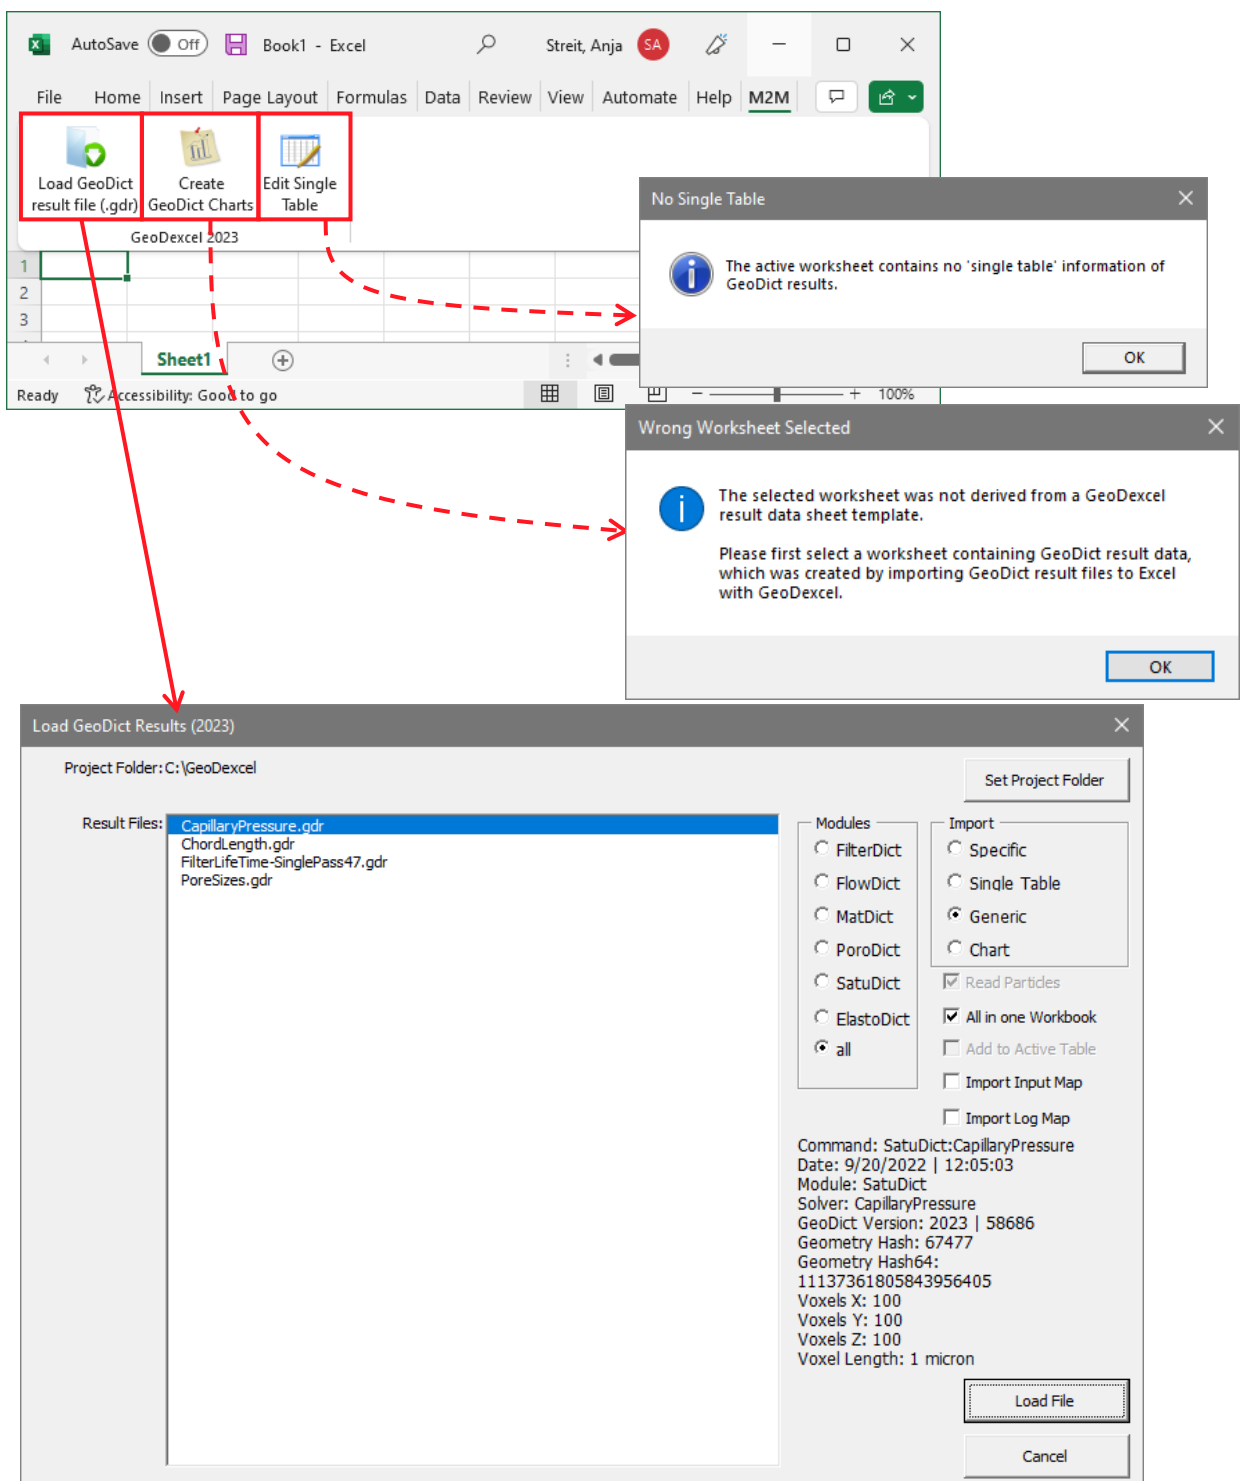 AutoSave Off Book1 - Excel Streit, Anja SA
File Home Insert Page Layout Formulas Data Review View Automate Help M2M
Load GeoDict
result file (.gdr)
Create
GeoDict Charts
Edit Single
Table
GeoDexcel 2023
1
2
3
Sheet1
Ready Accessibility: Good to go 100%
No Single Table
The active worksheet contains no 'single table' information of
GeoDict results.
OK
Wrong Worksheet Selected
The selected worksheet was not derived from a GeoDexcel
result data sheet template.
Please first select a worksheet containing GeoDict result data,
which was created by importing GeoDict result files to Excel
with GeoDexcel.
OK
Load GeoDict Results (2023)
Project Folder: C:\GeoDexcel
Set Project Folder
Result Files:
CapillaryPressure.gdr
ChordLength.gdr
FilterLifeTime-SinglePass47.gdr
PoreSizes.gdr
Modules
FilterDict
FlowDict
MatDict
PoroDict
SatuDict
ElastoDict
all
Import
Specific
Single Table
Generic
Chart
Read Particles
All in one Workbook
Add to Active Table
Import Input Map
Import Log Map
Command: SatuDict:CapillaryPressure
Date: 9/20/2022 | 12:05:03
Module: SatuDict
Solver: CapillaryPressure
GeoDict Version: 2023 | 58686
Geometry Hash: 67477
Geometry Hash64:
11137361805843956405
Voxels X: 100
Voxels Y: 100
Voxels Z: 100
Voxel Length: 1 micron
Load File
Cancel